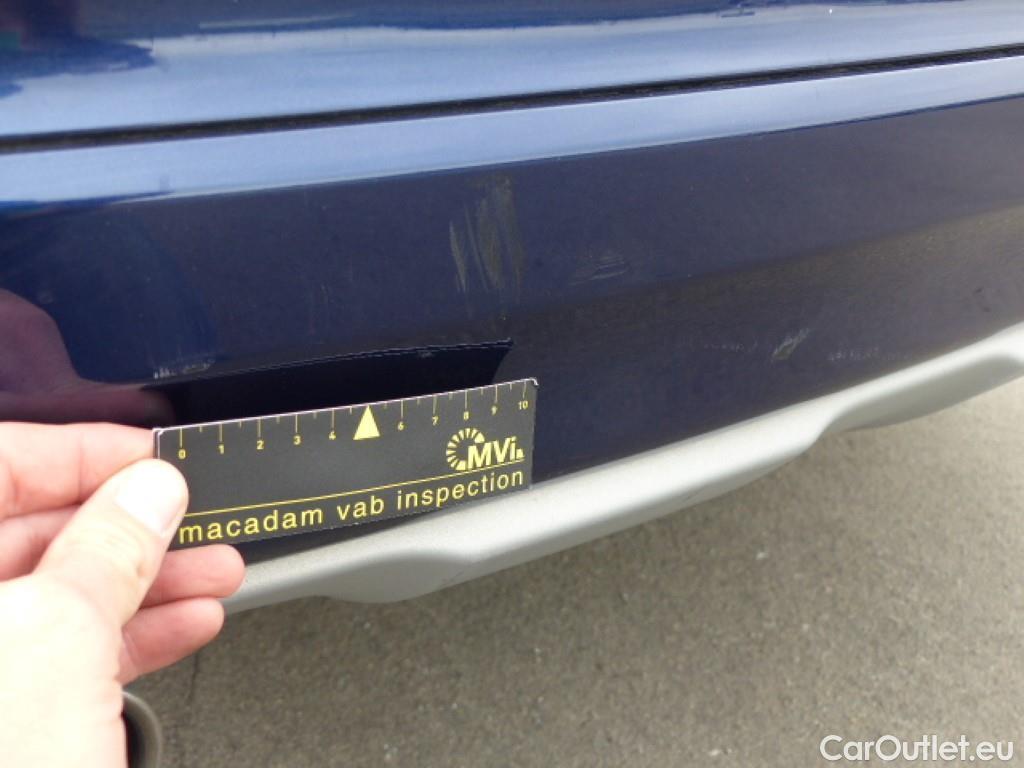 0 1 2 3 4 6 7 8 9 10
MVi
macadam vab inspection
CarOutlet.eu